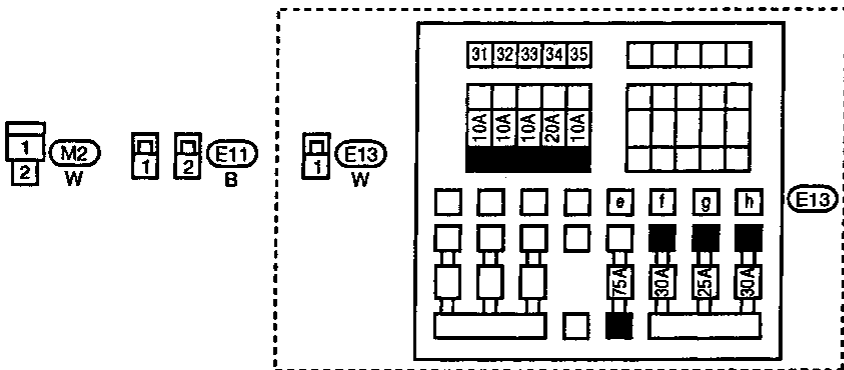 31 32 33 34 35
10A 10A 10A 20A 10A
1 2 M2 W
1 2 E11 B
1 E13 W
e f g h E13
75A 30A 25A 30A